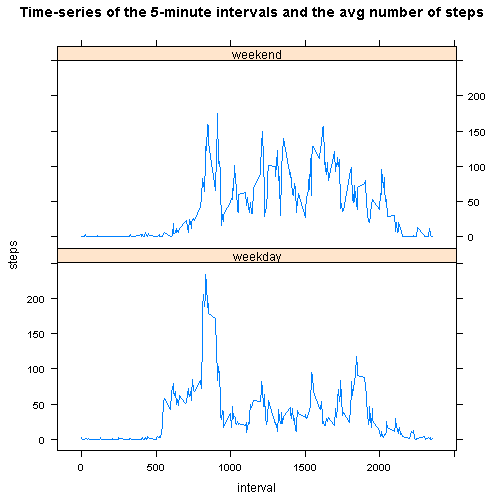 Time-series of the 5-minute intervals and the avg number of steps
weekend
200
150
100
50
0
weekday
200
150
100
50
0
0 500 1000 1500 2000
steps
interval